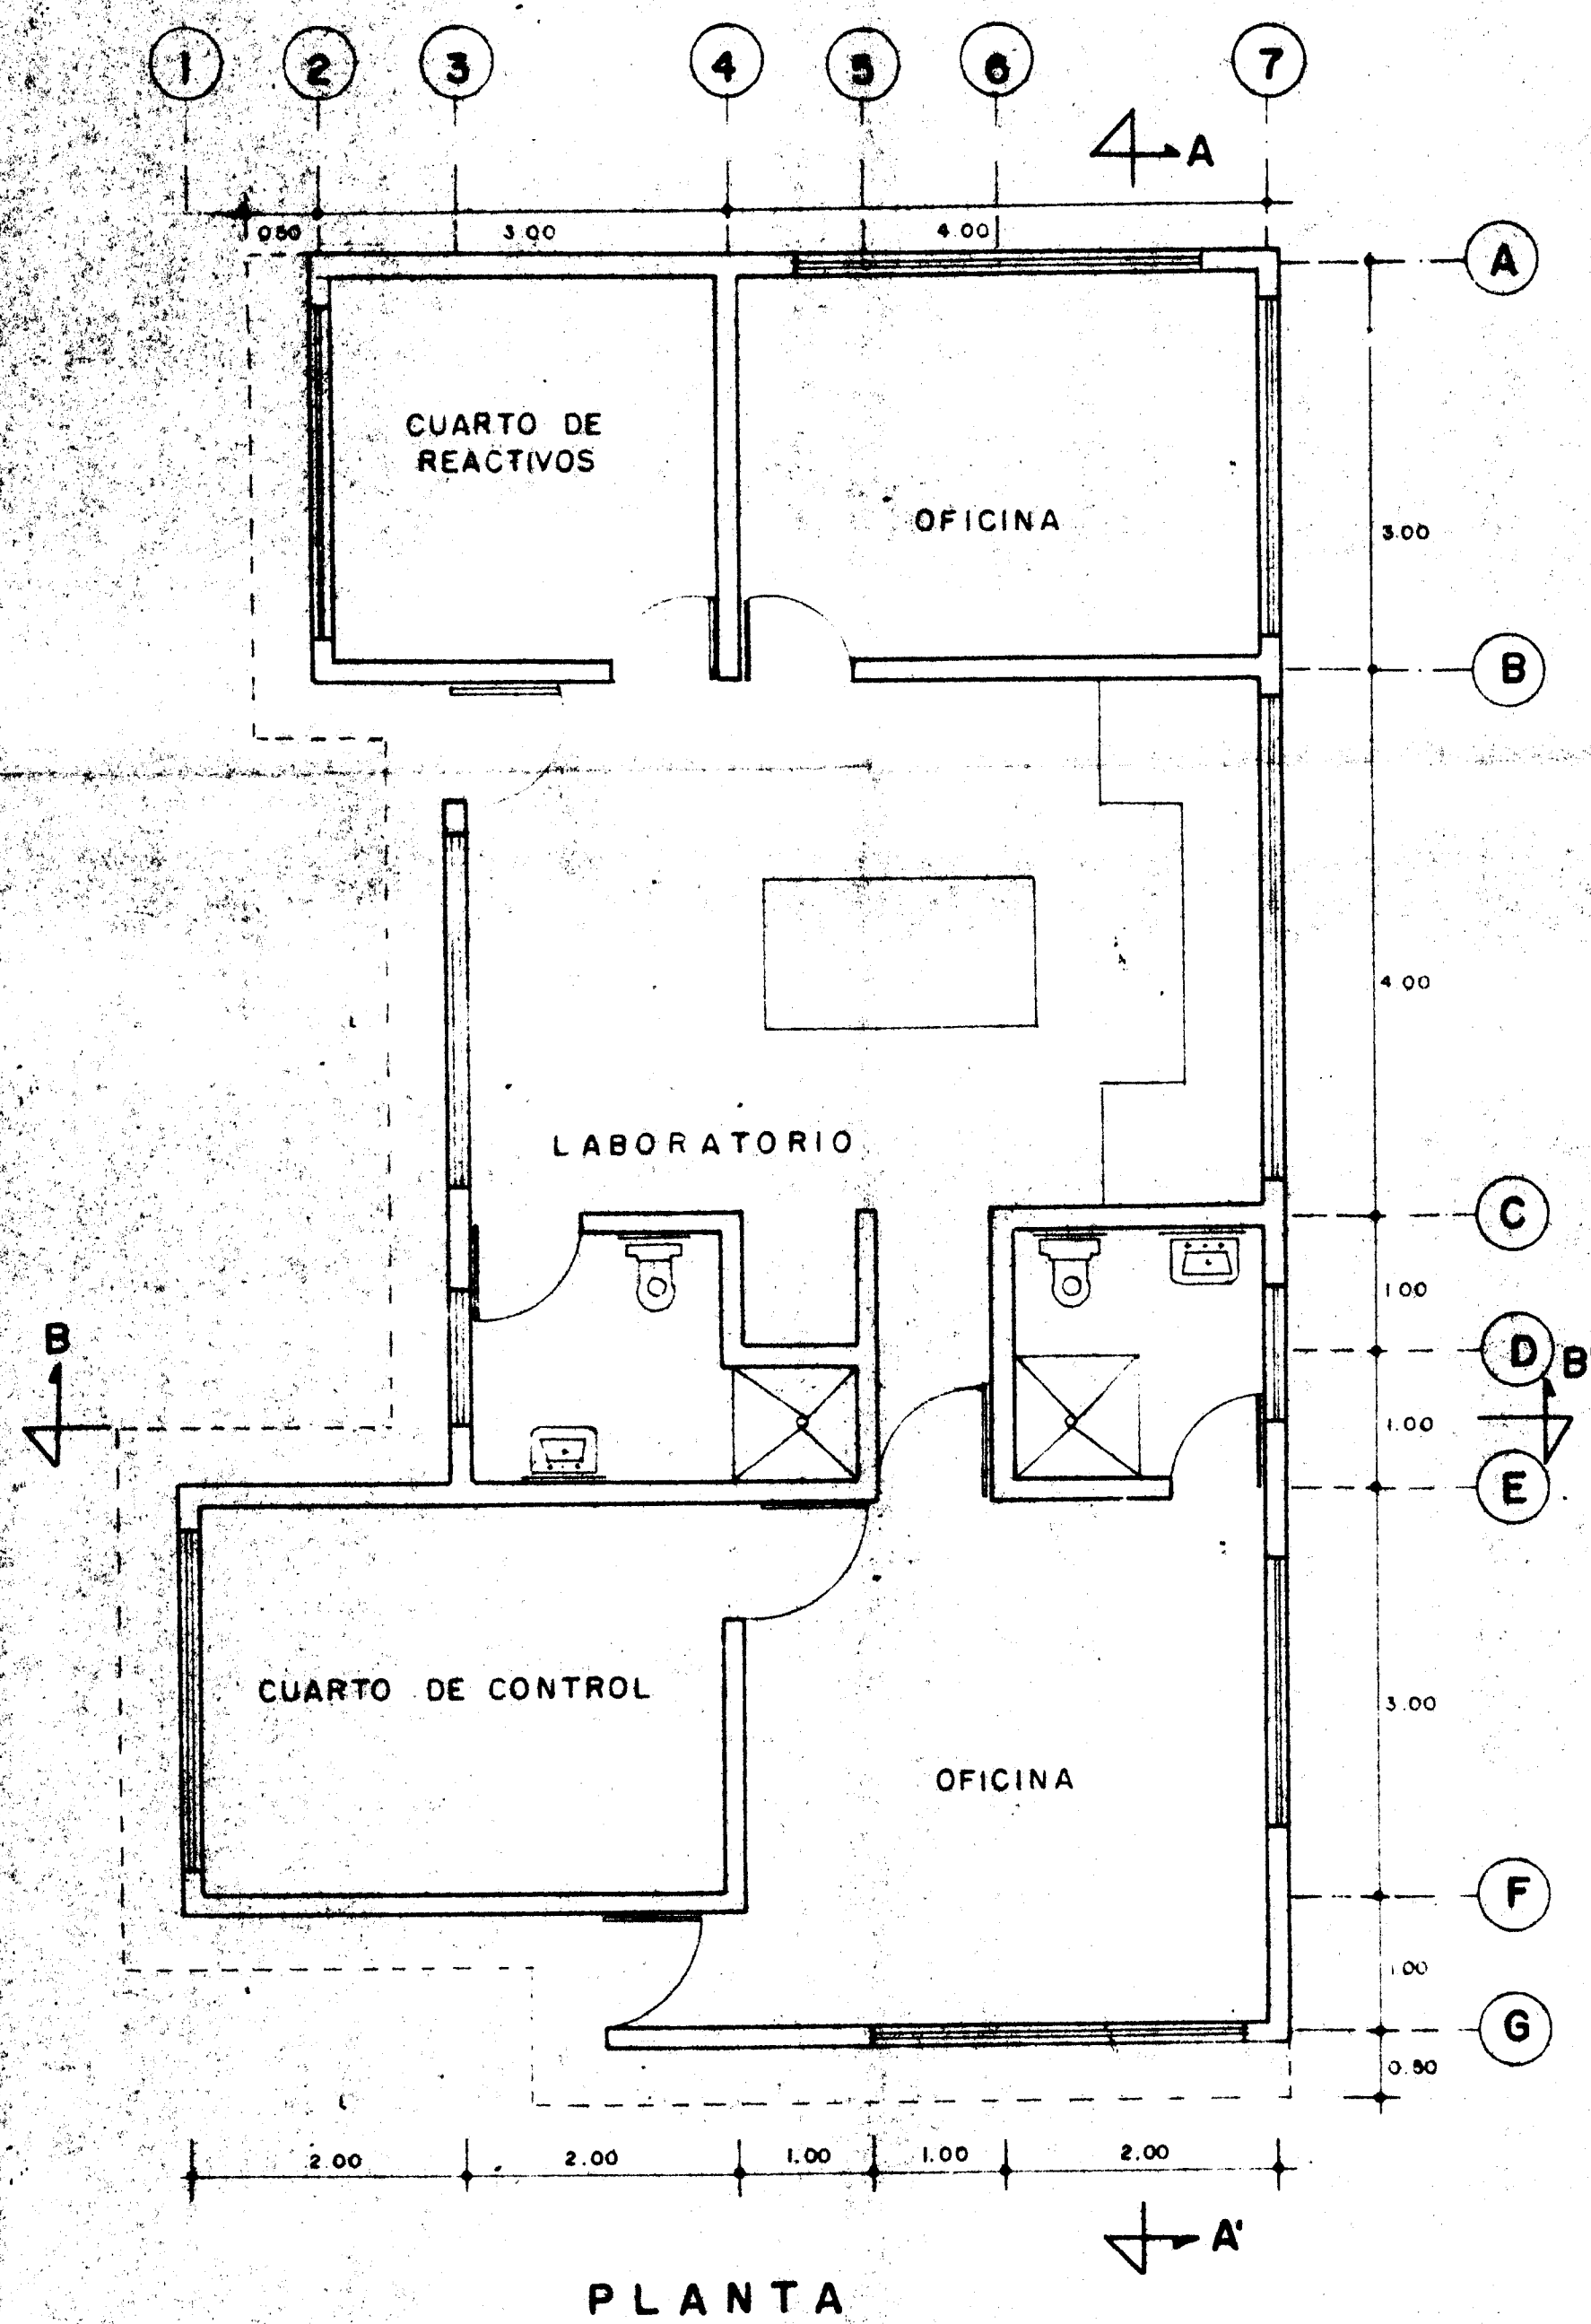 1 2 3 4 5 6 7
A
0.50 3.00 4.00
A
CUARTO DE
REACTIVOS
OFICINA
3.00
B
4.00
LABORATORIO
C
1.00
B
D
B'
1.00
E
CUARTO DE CONTROL
3.00
OFICINA
F
1.00
G
0.50
2.00 2.00 1.00 1.00 2.00
A'
PLANTA